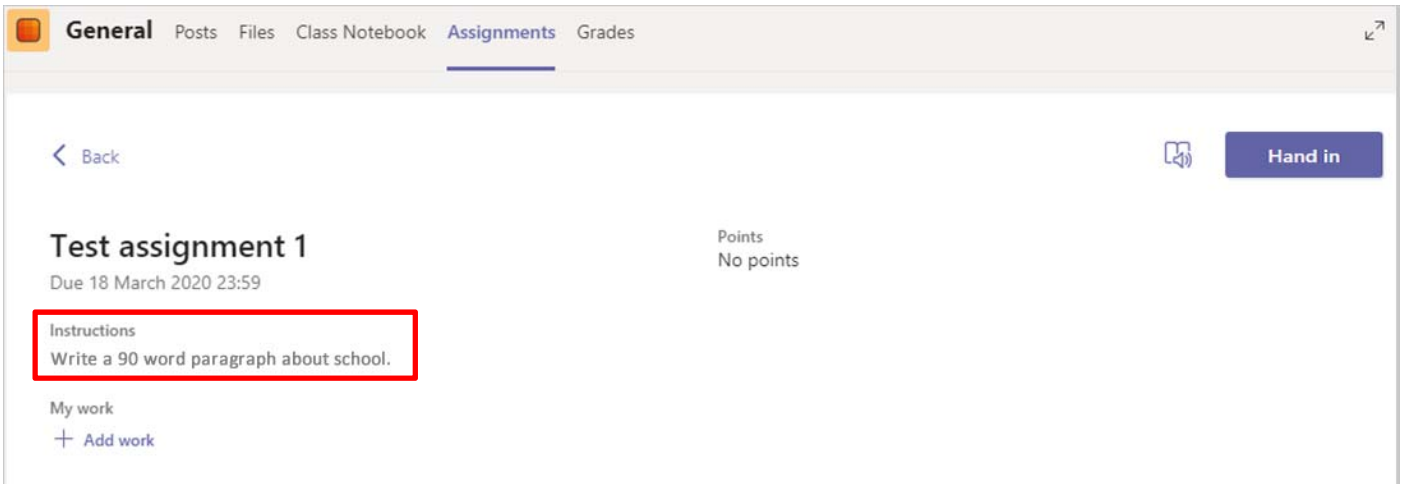 General Posts Files Class Notebook Assignments Grades
Back
Hand in
Test assignment 1
Due 18 March 2020 23:59
Points
No points
Instructions
Write a 90 word paragraph about school.
My work
+ Add work